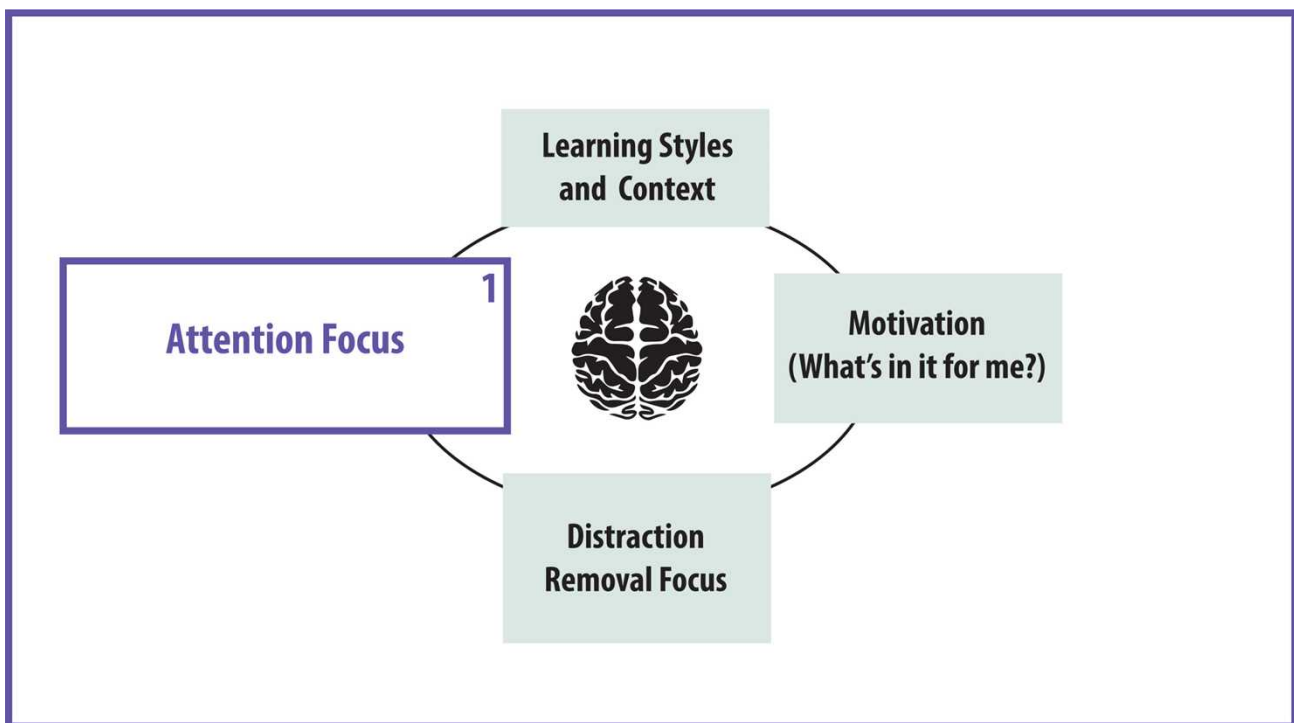 Learning Styles
and Context
1
Attention Focus
Motivation
(What's in it for me?)
Distraction
Removal Focus